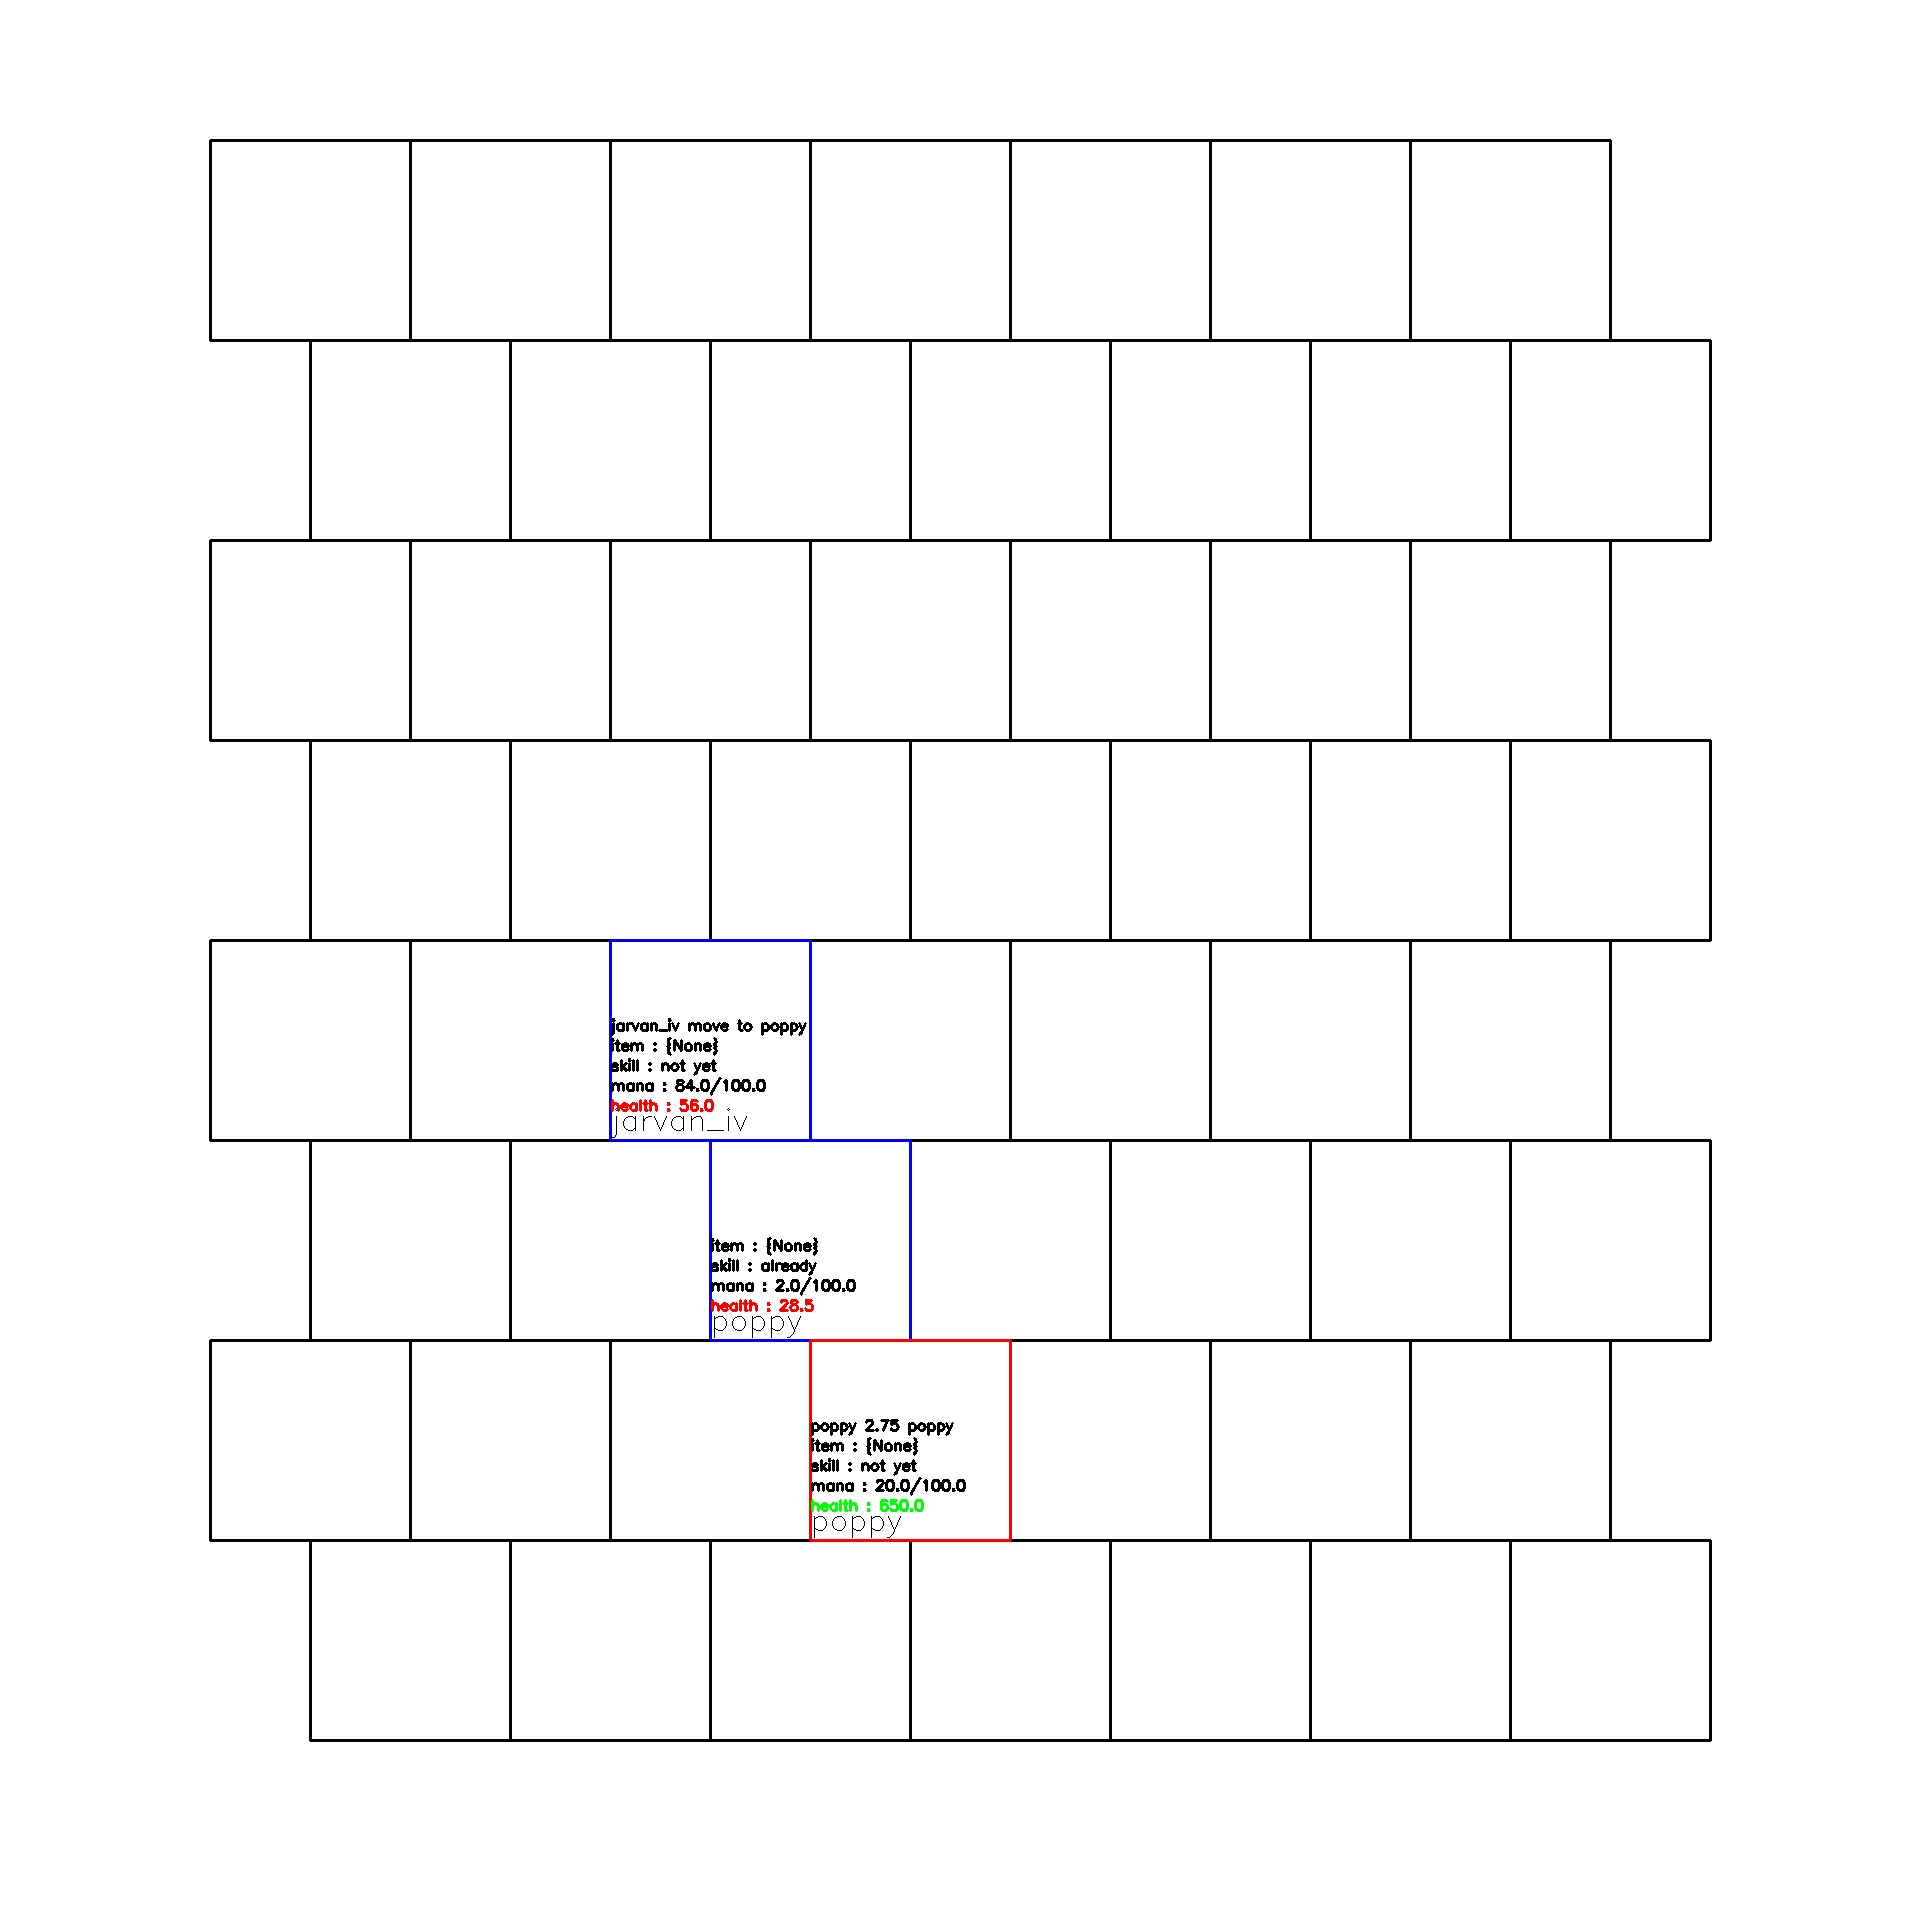 jarvan_iv move to poppy
item : {None}
skill : not yet
mana : 84.0/100.0
health : 56.0
jarvan_iv
item : {None}
skill : already
mana : 2.0/100.0
health : 28.5
poppy
poppy 2.75 poppy
item : {None}
skill : not yet
mana : 20.0/100.0
health : 650.0
poppy